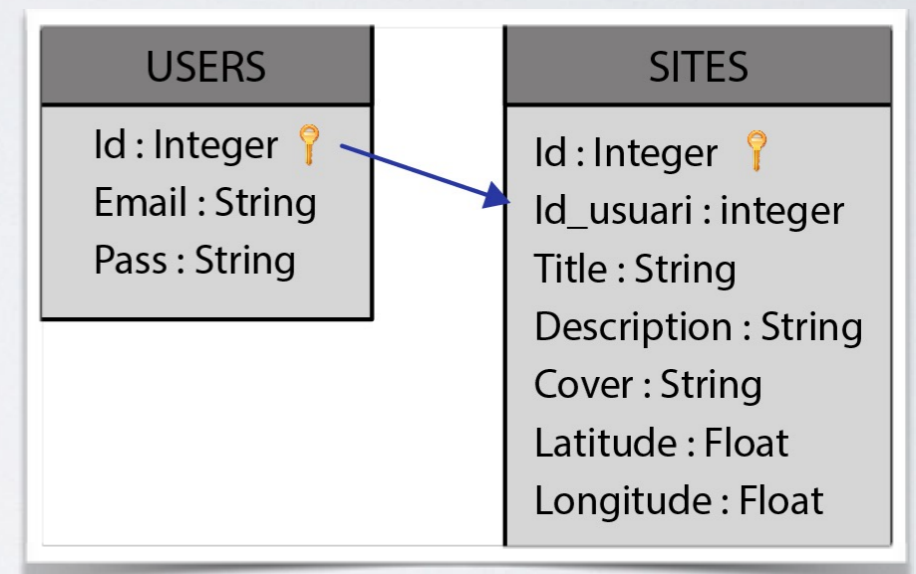 USERS
Id : Integer
Email : String
Pass : String
SITES
Id : Integer
Id_usuari : integer
Title : String
Description : String
Cover : String
Latitude : Float
Longitude : Float